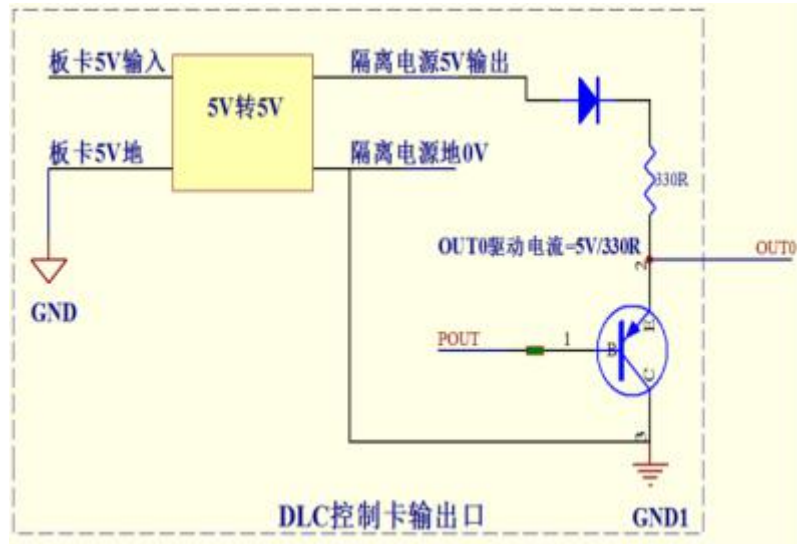 板卡5V输入
隔离电源5V输出
5V转5V
板卡5V地
隔离电源地0V
330R
OUT0驱动电流=5V/330R
OUT0
2
GND
E
POUT
1
B
C
3
DLC控制卡输出口
GND1